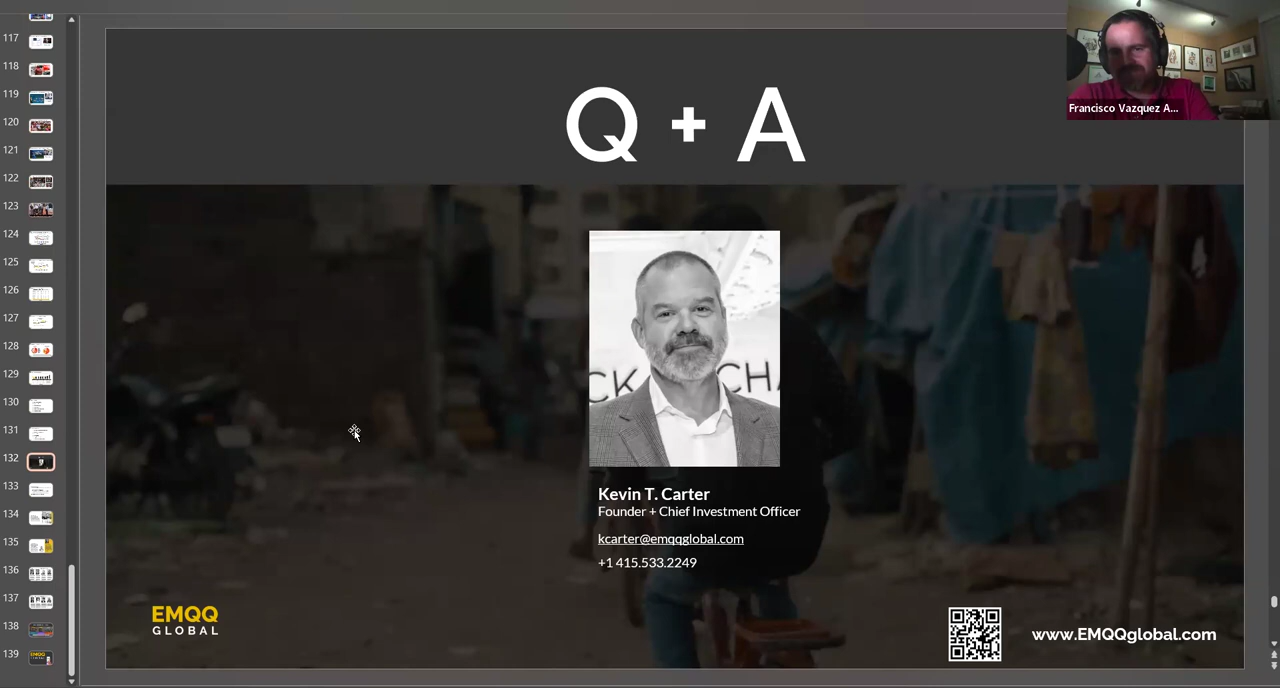 117
118
119
120
121
122
123
124
125
126
127
128
129
130
131
132
133
134
135
136
137
138
139
Francisco Vazquez A...
Q + A
CK
CHA
Kevin T. Carter
Founder + Chief Investment Officer
kcarter@emqqglobal.com
+1 415.533.2249
EMQQ
GLOBAL
www.EMQQglobal.com